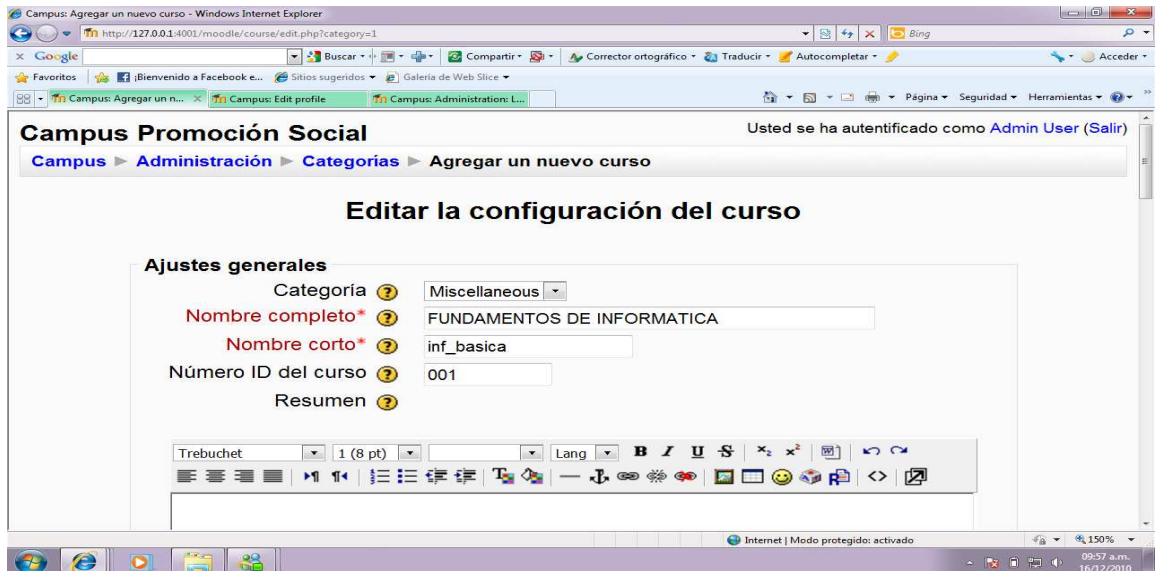 Campus: Agregar un nuevo curso - Windows Internet Explorer
http://127.0.0.1:4001/moodle/course/edit.php?category=1
Bing
x Google
Buscar
Compartir
Corrector ortográfico
Traducir
Autocompletar
Acceder
Favoritos
¡Bienvenido a Facebook e...
Sitios sugeridos
Galería de Web Slice
Campus: Agregar un n...
Campus: Edit profile
Campus: Administration: L...
Página
Seguridad
Herramientas
Campus Promoción Social
Usted se ha autentificado como Admin User (Salir)
Campus ► Administración ► Categorías ► Agregar un nuevo curso
Editar la configuración del curso
Ajustes generales
Categoría
Miscellaneous
Nombre completo*
FUNDAMENTOS DE INFORMATICA
Nombre corto*
inf_basica
Número ID del curso
001
Resumen
Trebuchet
1 (8 pt)
Lang
B I U S x₂ x²
Internet | Modo protegido: activado
150%
09:57 a.m.
16/12/2010